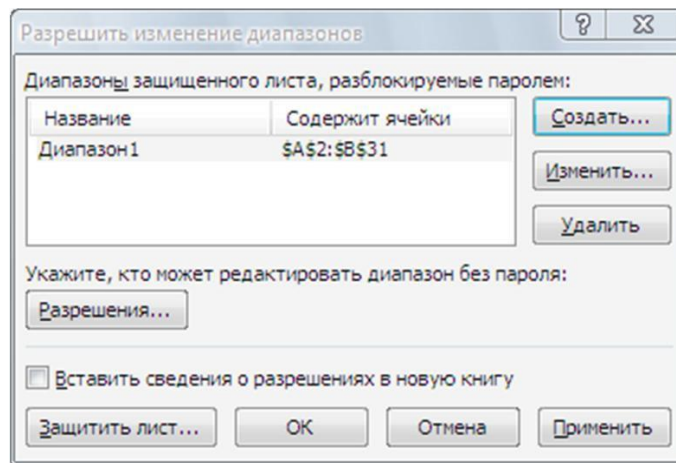 Разрешить изменение диапазонов
Диапазоны защищенного листа, разблокируемые паролем:
Название Содержит ячейки
Создать...
Диапазон1 $A$2:$B$31
Изменить...
Удалить
Укажите, кто может редактировать диапазон без пароля:
Разрешения...
Вставить сведения о разрешениях в новую книгу
Защитить лист... ОК Отмена Применить